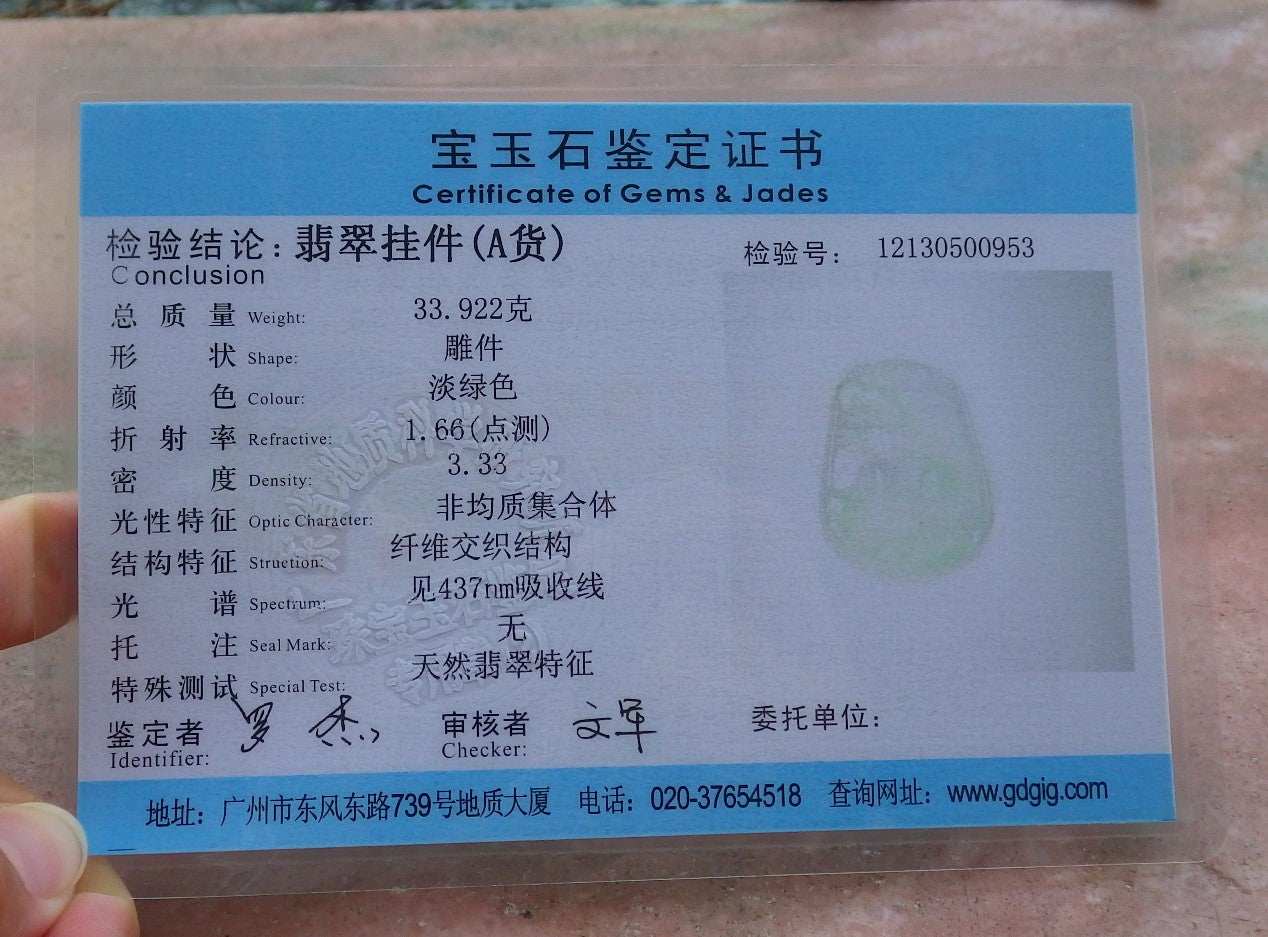 宝玉石鉴定证书
Certificate of Gems & Jades
检验结论：翡翠挂件(A货)
Conclusion
检验号： 12130500953
总质量 Weight: 33.922克
形状 Shape: 雕件
颜色 Colour: 淡绿色
折射率 Refractive: 1.66(点测)
密度 Density: 3.33
光性特征 Optic Character: 非均质集合体
结构特征 Struction: 纤维交织结构
光谱 Spectrum: 见437nm吸收线
托注 Seal Mark: 无
特殊测试 Special Test: 天然翡翠特征
鉴定者 罗杰 审核者 文军 委托单位：
Identifier: Checker:
地址：广州市东风东路739号地质大厦 电话：020-37654518 查询网址：www.gdgig.com